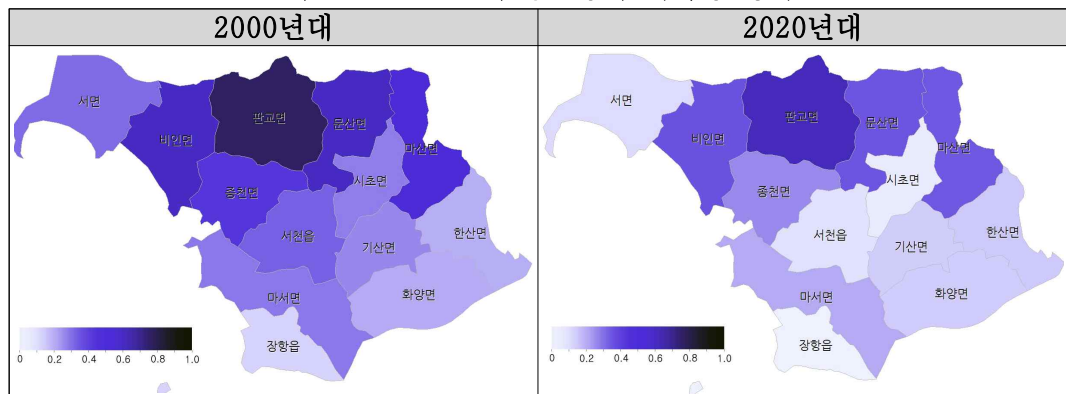 2000년대
2020년대
서면
비인면
판교면
문산면
마산면
종천면
시초면
서천읍
기산면
한산면
마서면
화양면
장항읍
0 0.2 0.4 0.6 0.8 1.0
서면
비인면
판교면
문산면
마산면
종천면
시초면
서천읍
기산면
한산면
마서면
화양면
장항읍
0 0.2 0.4 0.6 0.8 1.0